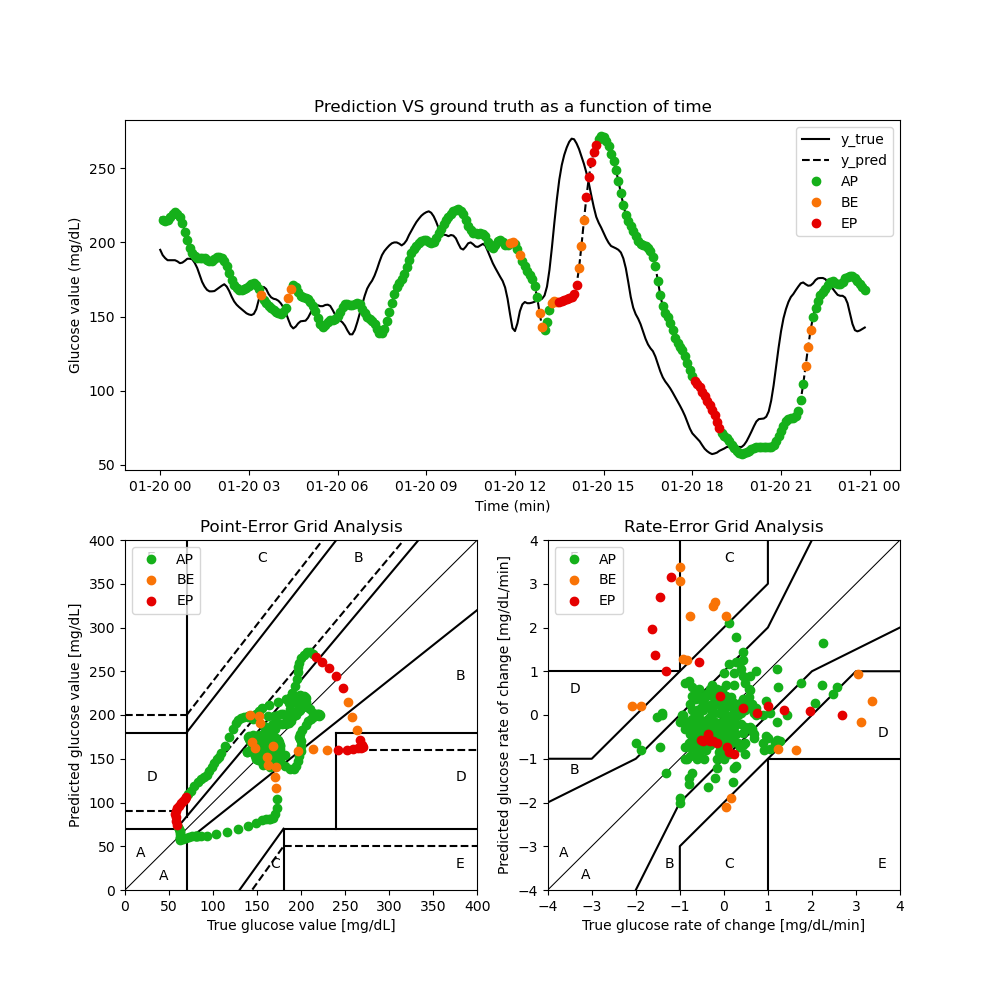 Prediction VS ground truth as a function of time
Glucose value (mg/dL)
250
200
150
100
50
y_true
y_pred
AP
BE
EP
01-20 00
01-20 03
01-20 06
01-20 09
01-20 12
01-20 15
01-20 18
01-20 21
01-21 00
Time (min)
Point-Error Grid Analysis
Predicted glucose value [mg/dL]
400
350
300
250
200
150
100
50
0
AP
BE
EP
C
B
B
D
D
A
A
C
E
0
50
100
150
200
250
300
350
400
True glucose value [mg/dL]
Rate-Error Grid Analysis
Predicted glucose rate of change [mg/dL/min]
4
3
2
1
0
−1
−2
−3
−4
AP
BE
EP
C
D
D
B
A
A
B
C
E
−4
−3
−2
−1
0
1
2
3
4
True glucose rate of change [mg/dL/min]